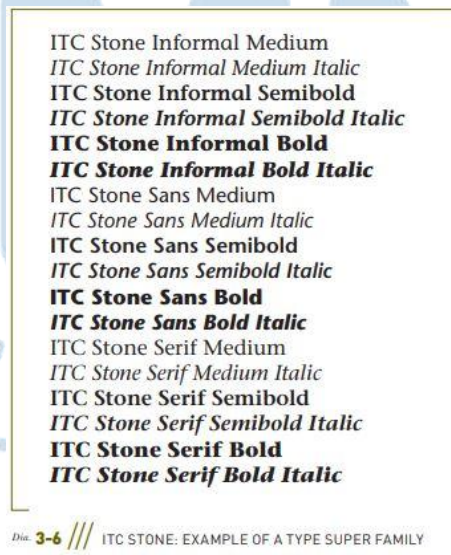 ITC Stone Informal Medium
ITC Stone Informal Medium Italic
ITC Stone Informal Semibold
ITC Stone Informal Semibold Italic
ITC Stone Informal Bold
ITC Stone Informal Bold Italic
ITC Stone Sans Medium
ITC Stone Sans Medium Italic
ITC Stone Sans Semibold
ITC Stone Sans Semibold Italic
ITC Stone Sans Bold
ITC Stone Sans Bold Italic
ITC Stone Serif Medium
ITC Stone Serif Medium Italic
ITC Stone Serif Semibold
ITC Stone Serif Semibold Italic
ITC Stone Serif Bold
ITC Stone Serif Bold Italic
Dia. 3-6 /// ITC STONE: EXAMPLE OF A TYPE SUPER FAMILY